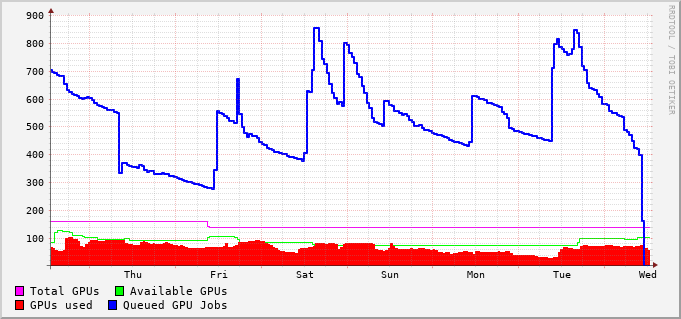 900
800
700
600
500
400
300
200
100
Thu Fri Sat Sun Mon Tue Wed
Total GPUs Available GPUs
GPUs used Queued GPU Jobs
RRDTOOL / TOBI OETIKER